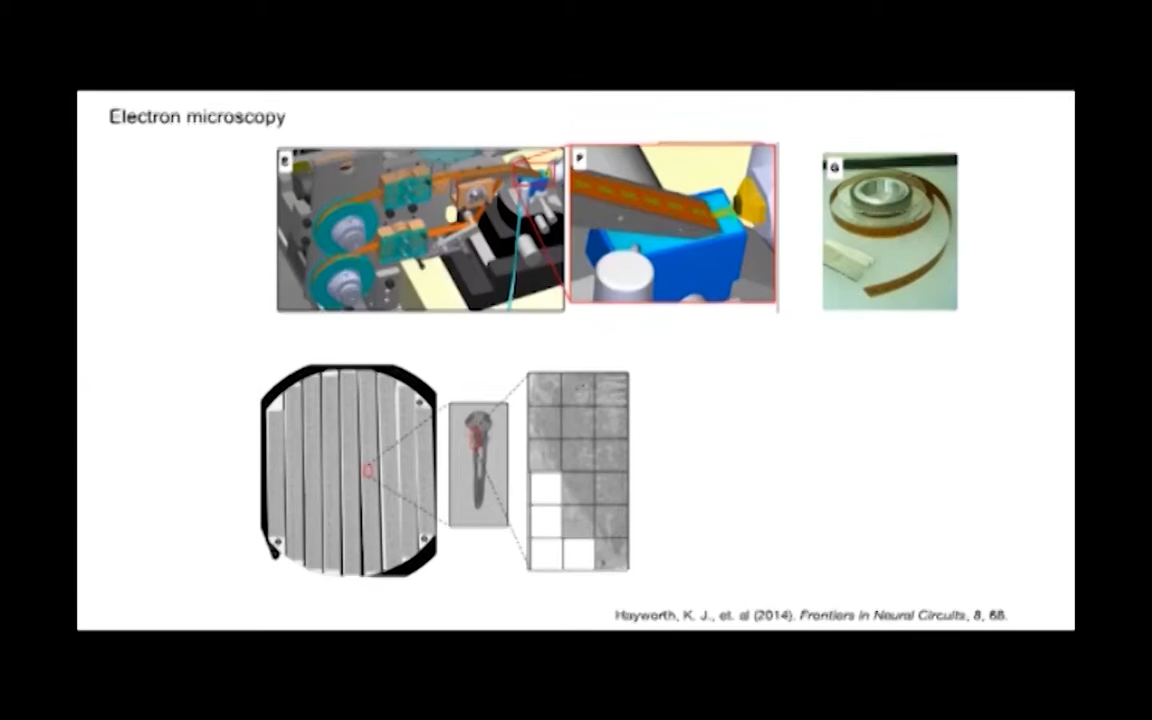 Electron microscopy
G
Hayworth, K. J., et. al (2014). Frontiers in Neural Circuits, 8, 68.